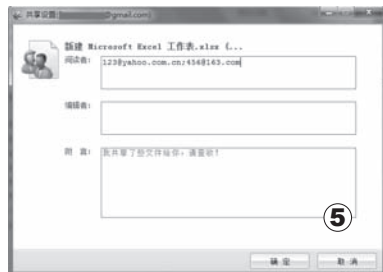 共享设置( @gmail.com)
新建 Microsoft Excel 工作表.xlsx (...
阅读者: 123@yahoo.com.cn;456@163.com
编辑者:
附 言: 我共享了些文件给你，请查收！
⑤
确 定 取 消